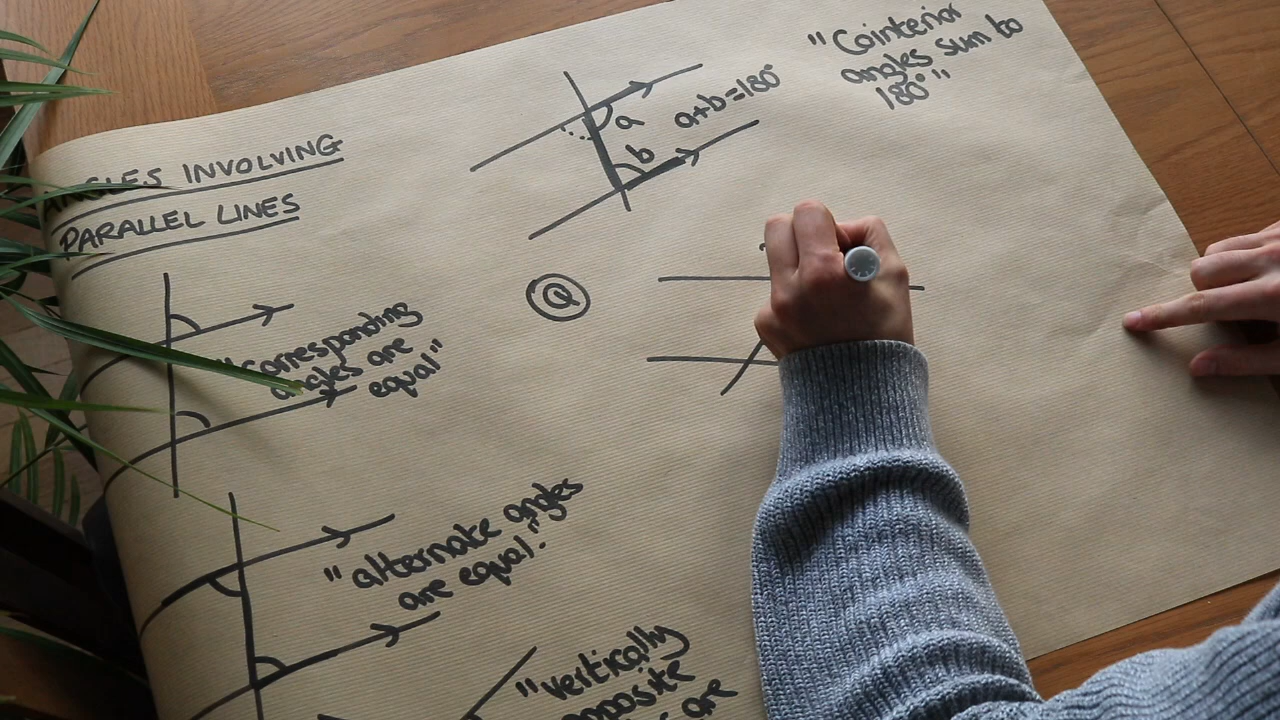 ANGLES INVOLVING
PARALLEL LINES
"corresponding
angles are
equal"
"alternate angles
are equal."
"vertically
opposite
are
a
b
a+b=180°
"Cointerior
angles sum to
180°"
Q